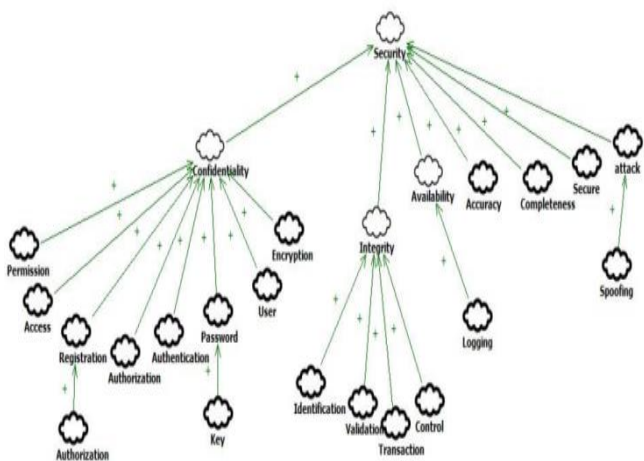 Security
+
Confidentiality
attack
Availability
Accuracy
Completeness
Secure
+ + + + + + +
Permission
Access
Registration
Authorization
Authentication
Password
User
Encryption
+ + + + + + + +
Integrity
Logging
+
Spoofing
+
Authorization
+
Key
+
Identification
Validation
Transaction
Control
+ + + +